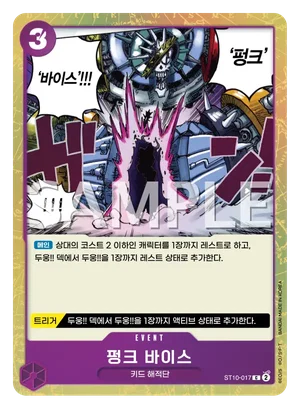 3
'펑크
'바이스'!!!
!!!
SAMPLE
메인 상대의 코스트 2 이하인 캐릭터를 1장까지 레스트로 하고,
두웅!! 덱에서 두웅!!을 1장까지 레스트 상태로 추가한다.
트리거 두웅!! 덱에서 두웅!!을 1장까지 액티브 상태로 추가한다.
EVENT
펑크 바이스
키드 해적단
ST10-017 C 2